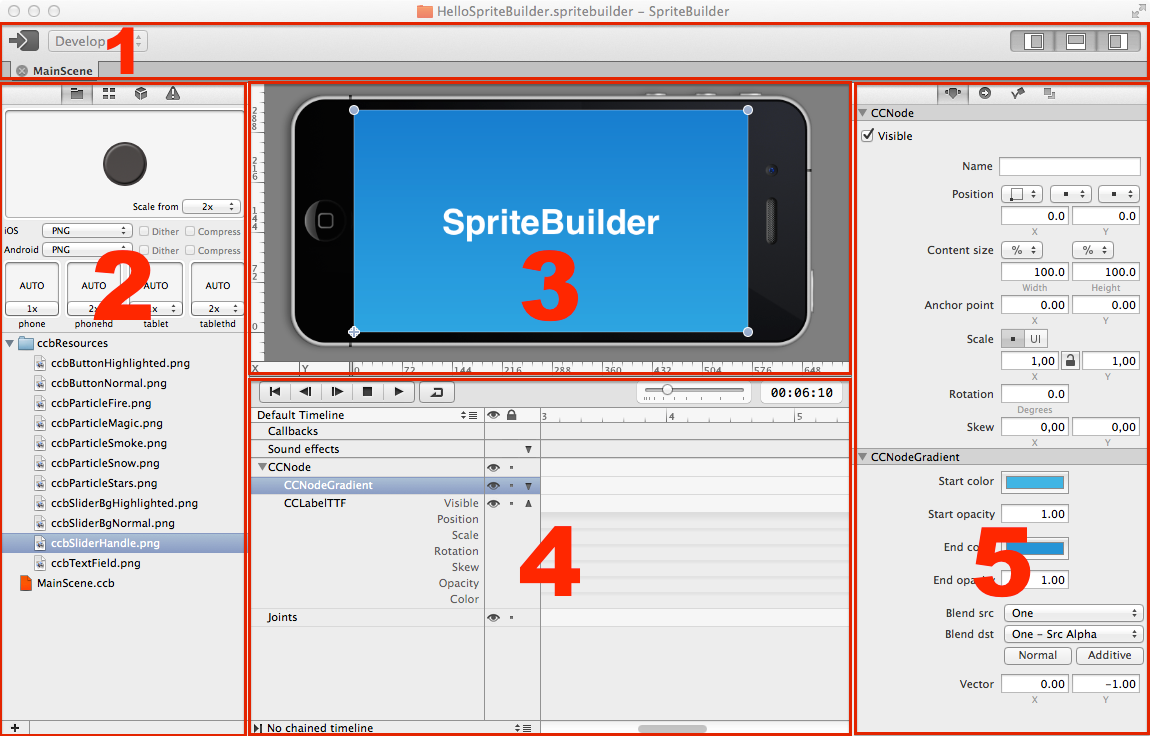 HelloSpriteBuilder.spritebuilder – SpriteBuilder
Develop
1
MainScene
Scale from 2x
iOS PNG Dither Compress
Android PNG Dither Compress
2
AUTO AUTO AUTO AUTO
1x 2x x 2x
phone phonehd tablet tablethd
ccbResources
ccbButtonHighlighted.png
ccbButtonNormal.png
ccbParticleFire.png
ccbParticleMagic.png
ccbParticleSmoke.png
ccbParticleSnow.png
ccbParticleStars.png
ccbSliderBgHighlighted.png
ccbSliderBgNormal.png
ccbSliderHandle.png
ccbTextField.png
MainScene.ccb
+
288
216
144
72
0
SpriteBuilder
3
X Y 0 72 144 216 288 360 432 504 576 648
00:06:10
Default Timeline 3 4 5
Callbacks
Sound effects
CCNode
CCNodeGradient
CCLabelTTF Visible
Position
Scale
Rotation
Skew
Opacity
Color
4
Joints
No chained timeline
CCNode
Visible
Name
Position
0.0 0.0
X Y
Content size % %
100.0 100.0
Width Height
Anchor point 0.00 0.00
X Y
Scale UI
1,00 1,00
X Y
Rotation 0.0
Degrees
Skew 0,00 0,00
X Y
CCNodeGradient
Start color
Start opacity 1.00
End co
5
End opacity 1.00
Blend src One
Blend dst One – Src Alpha
Normal Additive
Vector 0.00 −1.00
X Y